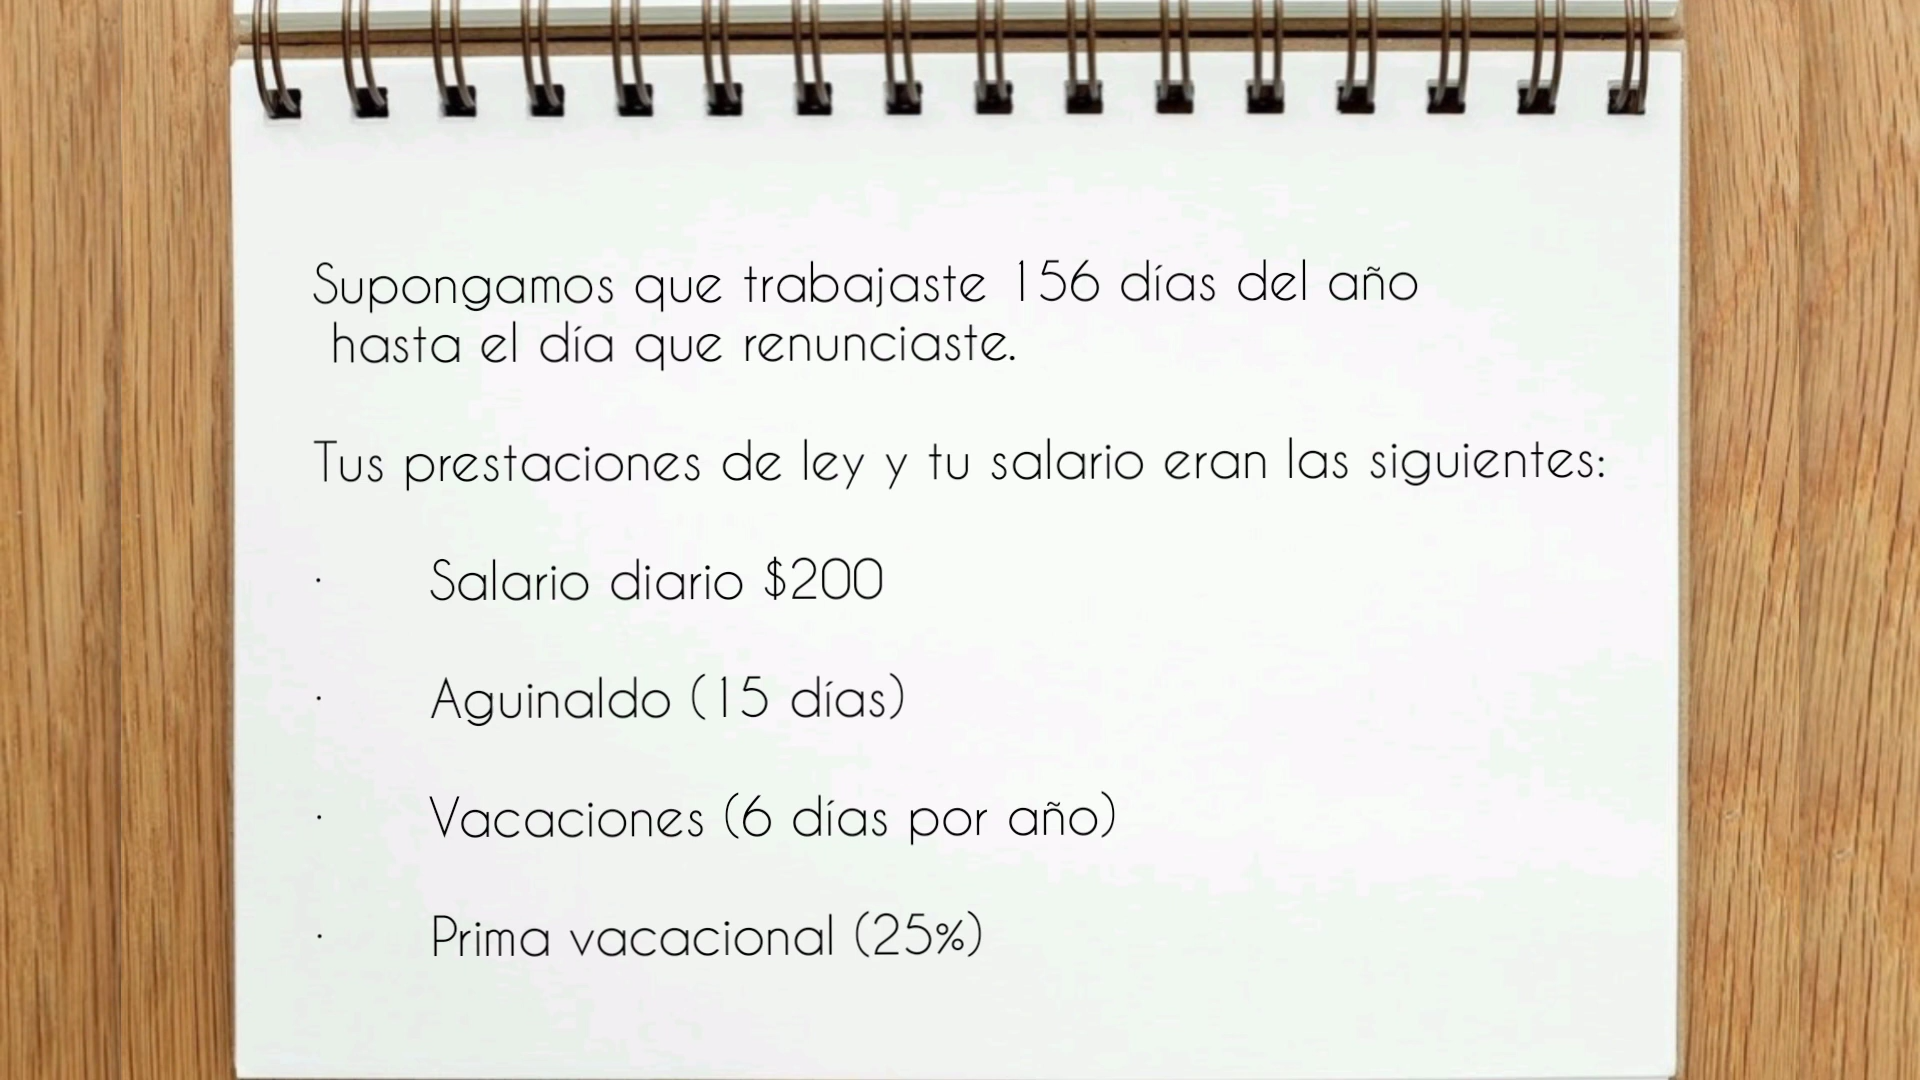 Supongamos que trabajaste 156 días del año
hasta el día que renunciaste.
Tus prestaciones de ley y tu salario eran las siguientes:
· Salario diario $200
· Aguinaldo (15 días)
· Vacaciones (6 días por año)
· Prima vacacional (25%)